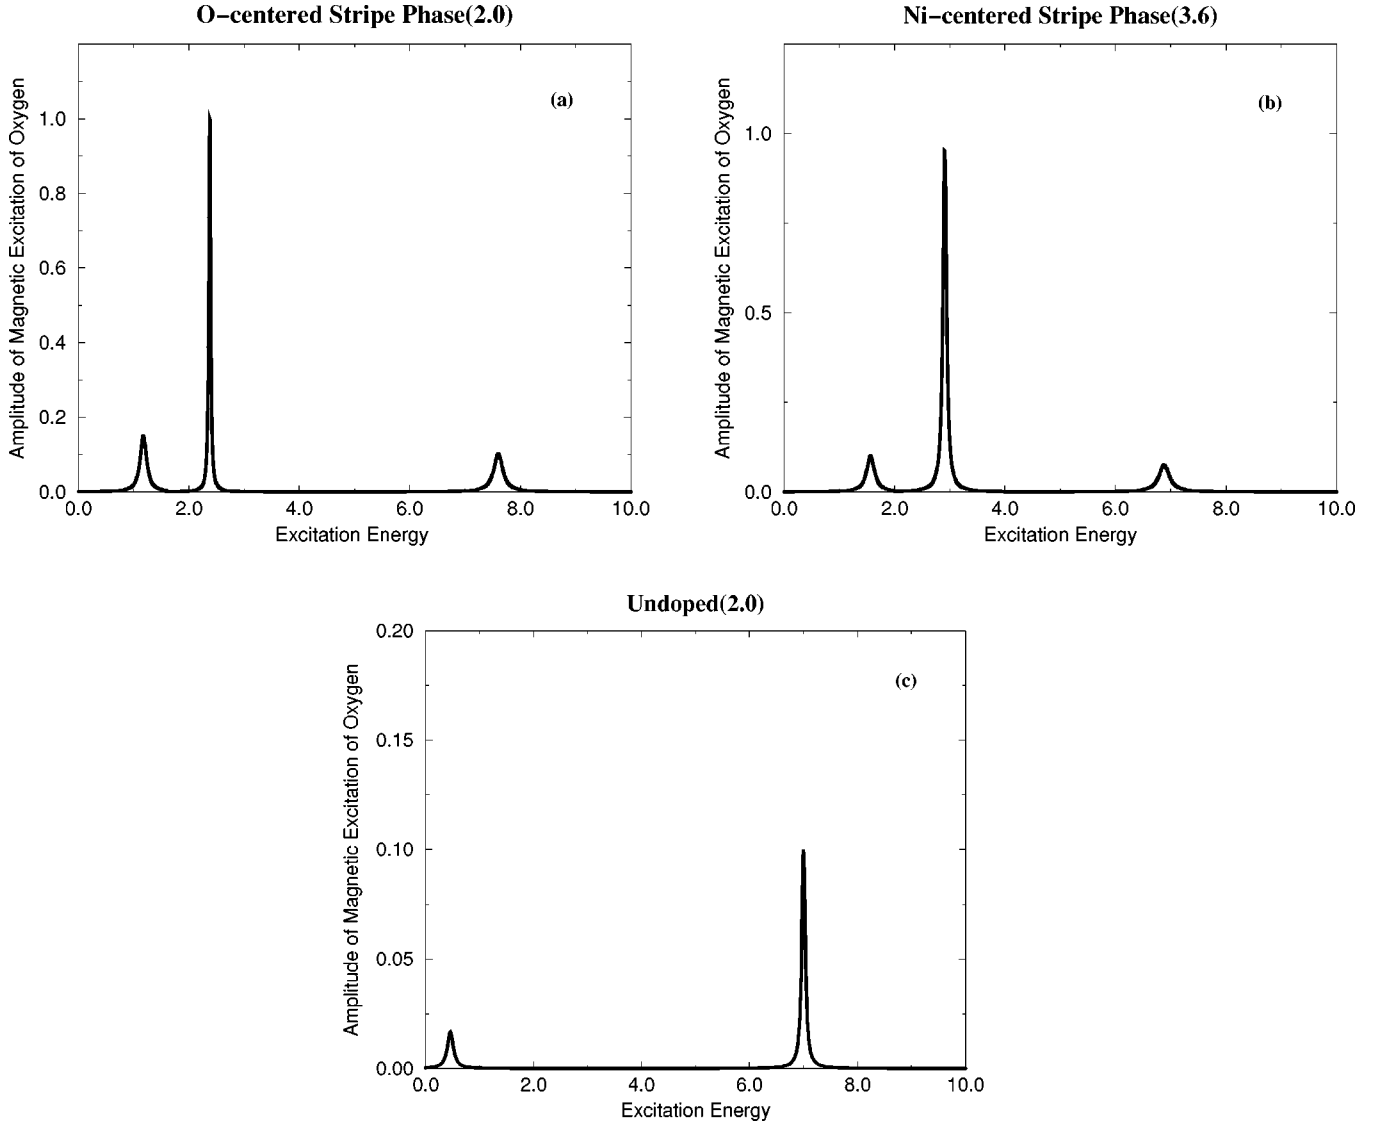 O−centered Stripe Phase(2.0)
Amplitude of Magnetic Excitation of Oxygen
1.0
0.8
0.6
0.4
0.2
0.0
(a)
0.0 2.0 4.0 6.0 8.0 10.0
Excitation Energy
Ni−centered Stripe Phase(3.6)
Amplitude of Magnetic Excitation of Oxygen
1.0
0.5
0.0
(b)
0.0 2.0 4.0 6.0 8.0 10.0
Excitation Energy
Undoped(2.0)
Amplitude of Magnetic Excitation of Oxygen
0.20
0.15
0.10
0.05
0.00
(c)
0.0 2.0 4.0 6.0 8.0 10.0
Excitation Energy